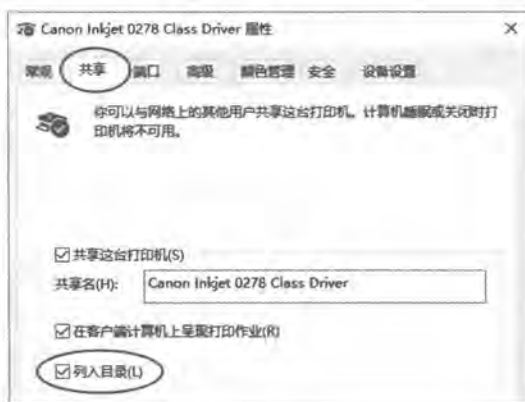 Canon Inkjet 0278 Class Driver 属性
常规 共享 端口 高级 颜色管理 安全 设备设置
你可以与网络上的其他用户共享这台打印机。计算机睡眠或关闭时打
印机将不可用。
共享这台打印机(S)
共享名(H): Canon Inkjet 0278 Class Driver
在客户端计算机上呈现打印作业(R)
列入目录(L)